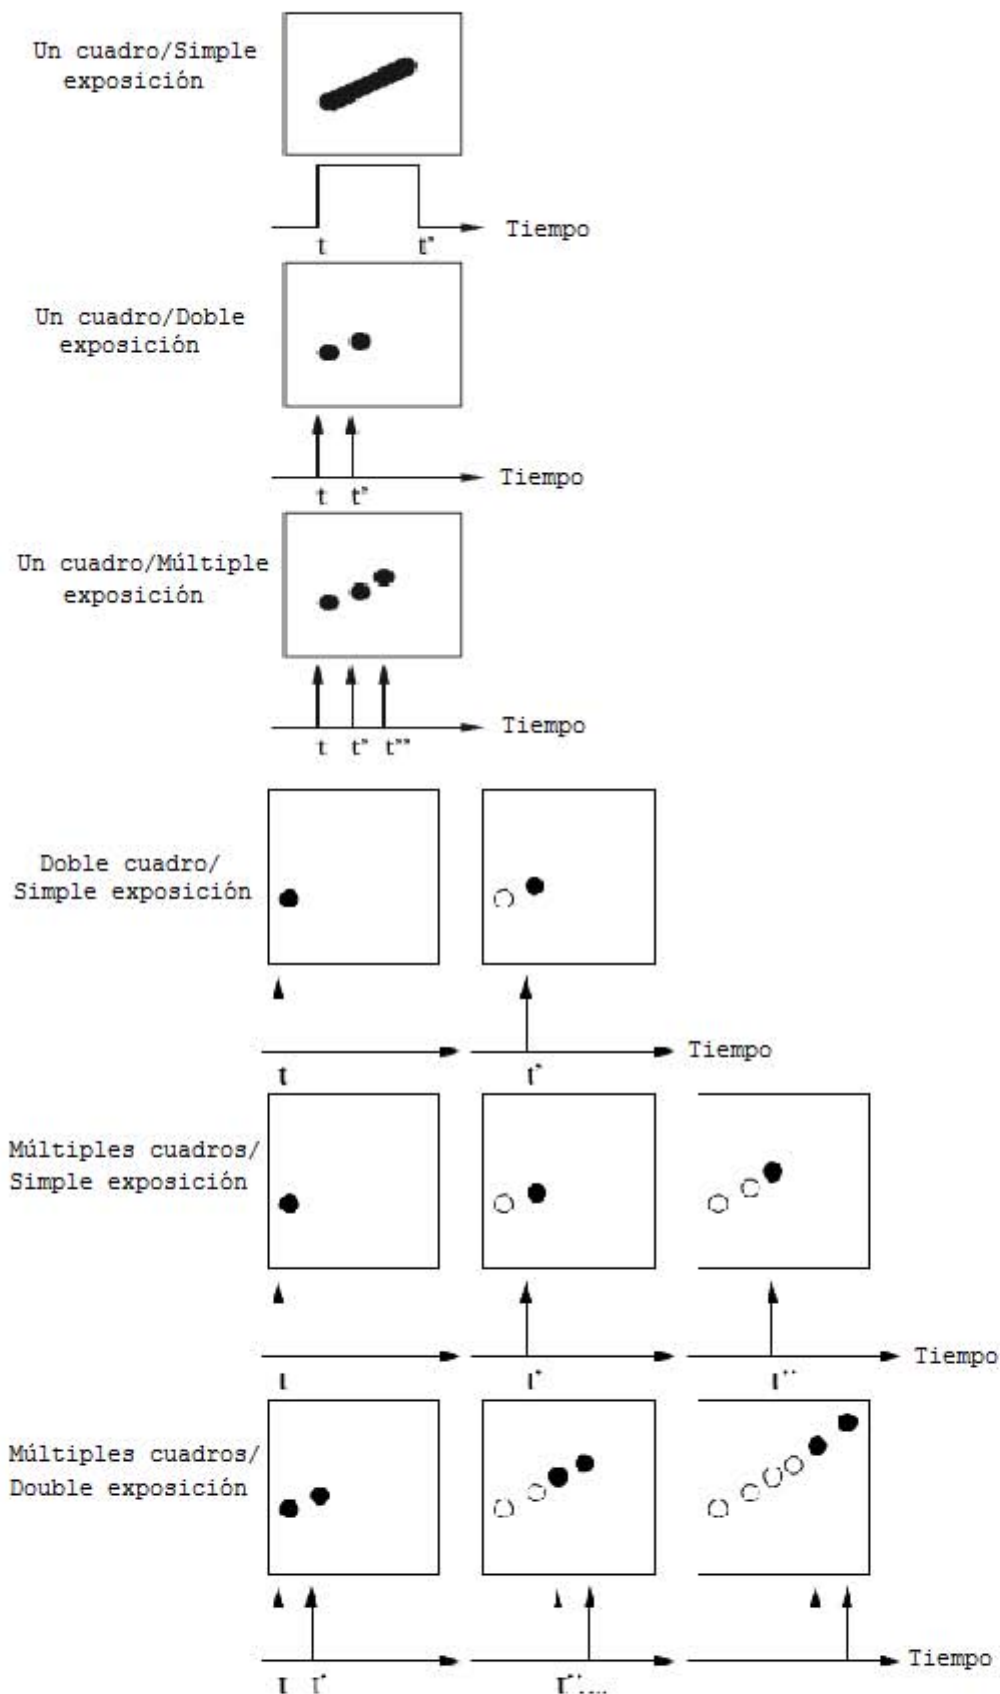 Un cuadro/Simple
exposición
Tiempo
t t'
Un cuadro/Doble
exposición
Tiempo
t t'
Un cuadro/Múltiple
exposición
Tiempo
t t' t''
Doble cuadro/
Simple exposición
Tiempo
t t'
Múltiples cuadros/
Simple exposición
Tiempo
t t' t''
Múltiples cuadros/
Double exposición
Tiempo
t t'